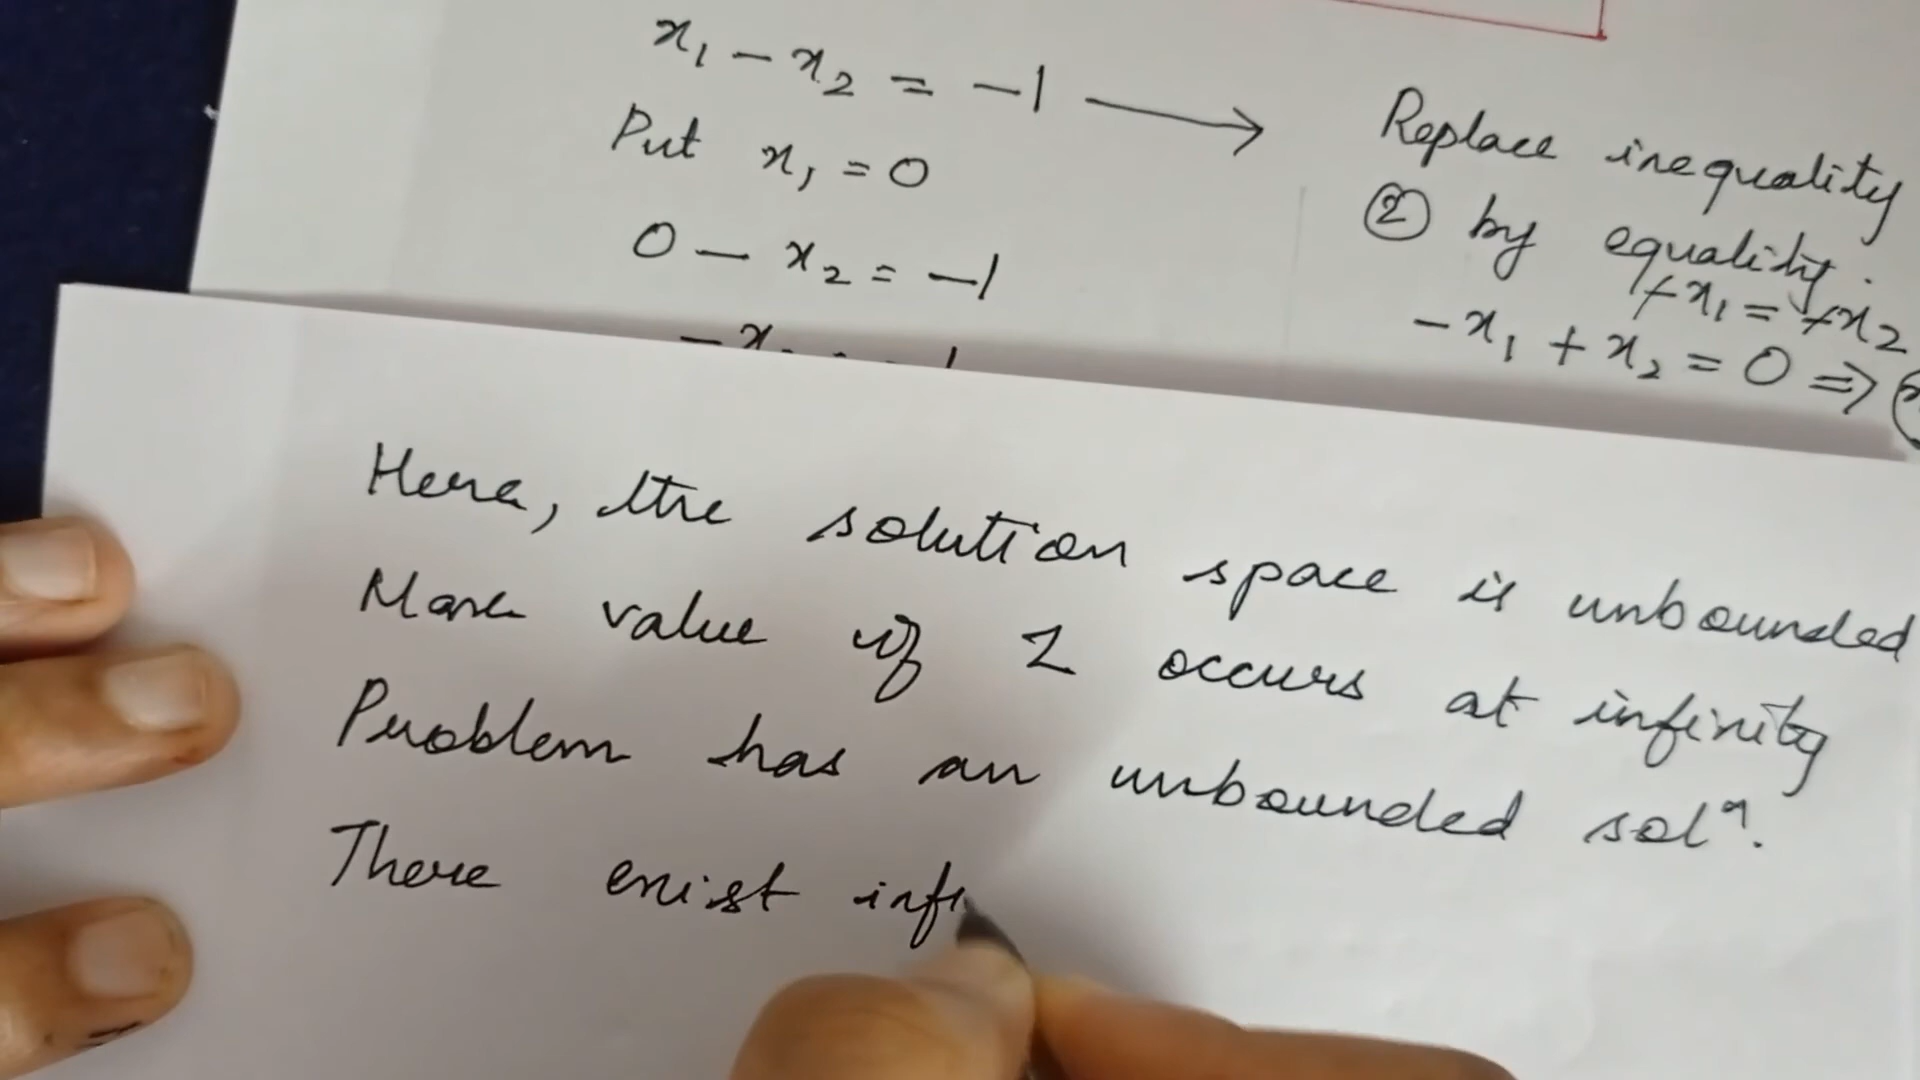 x₁ - x₂ = -1 →
Put x₁ = 0
0 - x₂ = -1
Replace inequality
② by equality.
+x₁ = +x₂
-x₁ + x₂ = 0 ⇒
Here, the solution space is unbounded
Max value of Z occurs at infinity
Problem has an unbounded solⁿ.
There exist infi